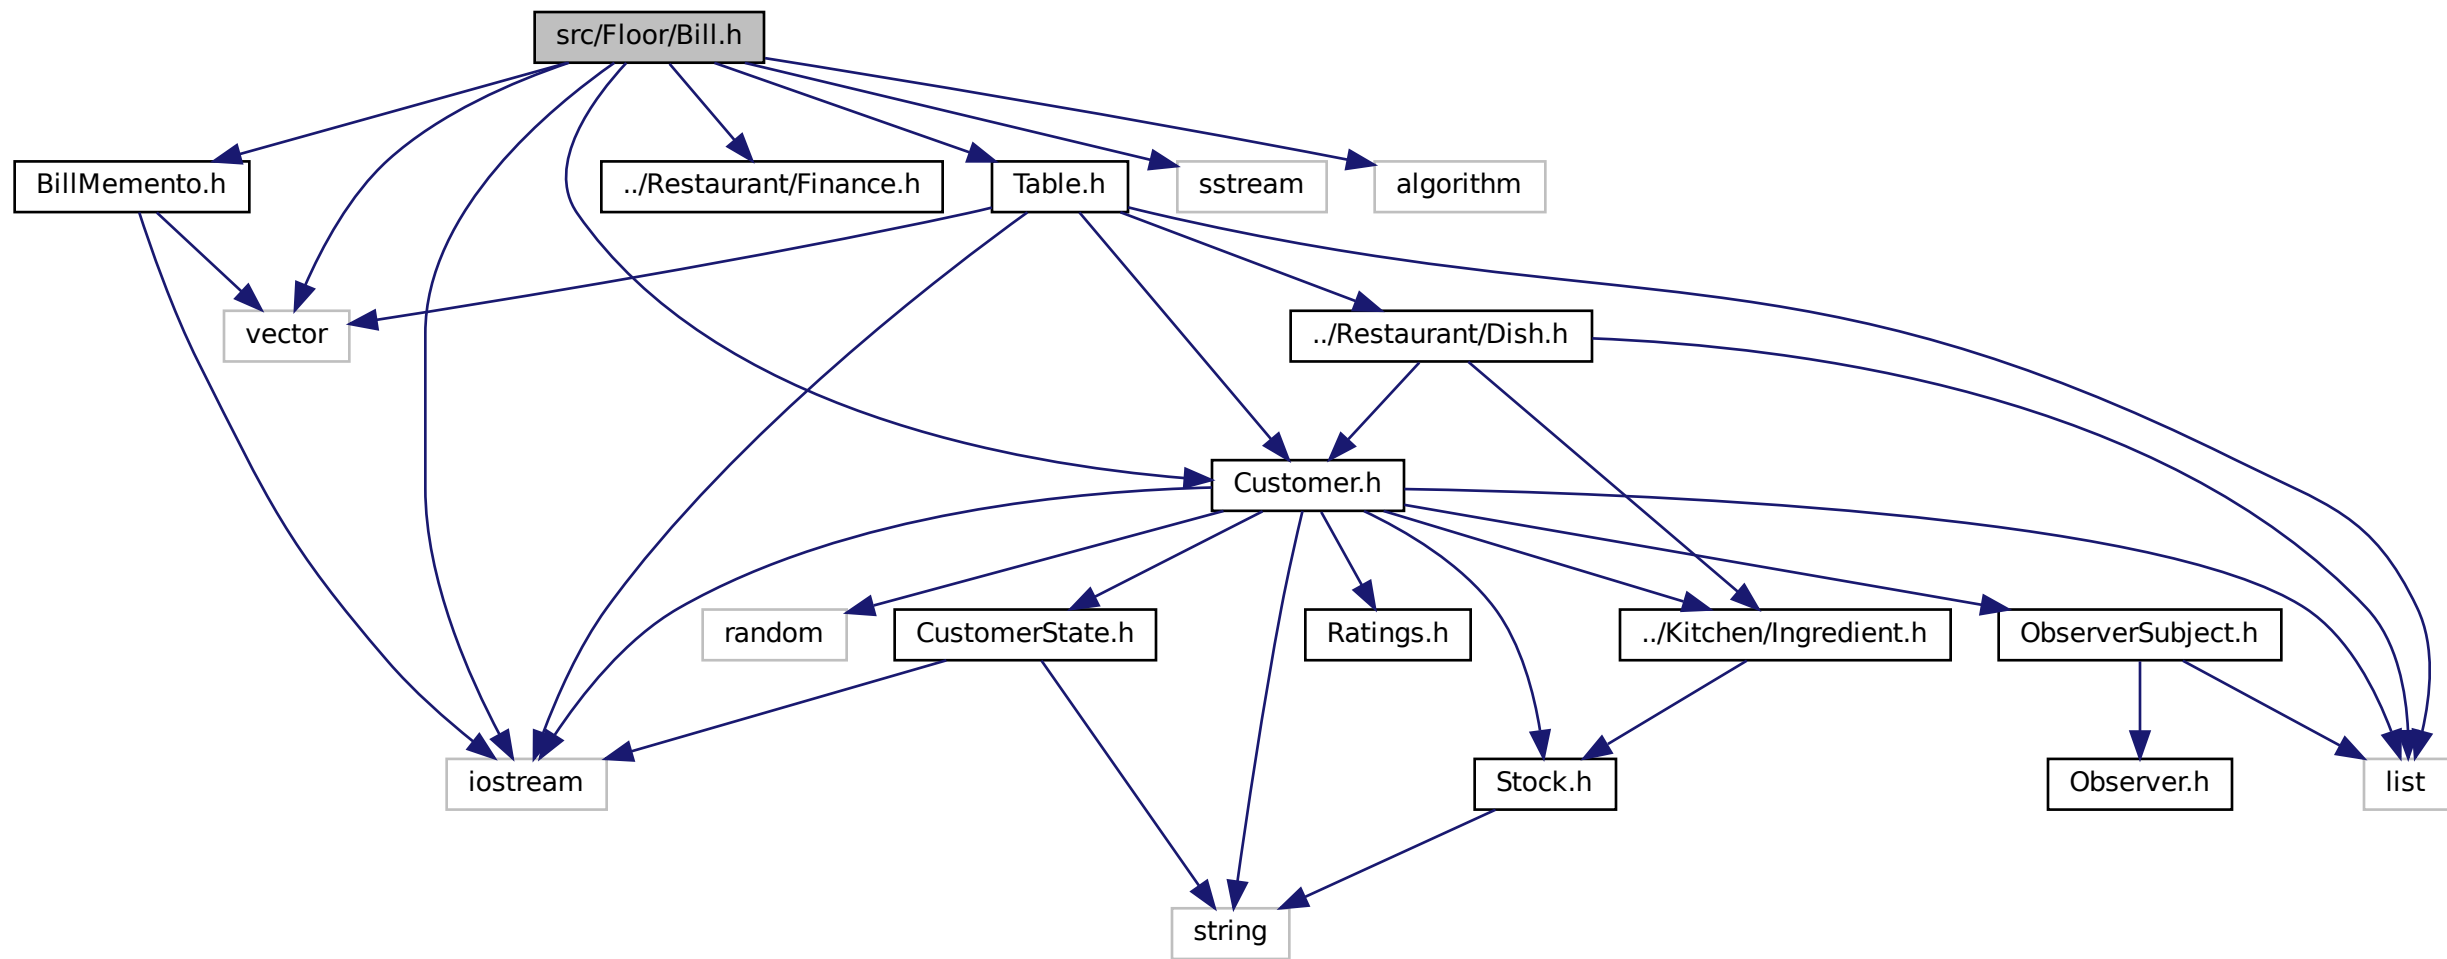 src/Floor/Bill.h
BillMemento.h
../Restaurant/Finance.h
Table.h
sstream
algorithm
vector
../Restaurant/Dish.h
Customer.h
random
CustomerState.h
Ratings.h
../Kitchen/Ingredient.h
ObserverSubject.h
iostream
Stock.h
Observer.h
list
string